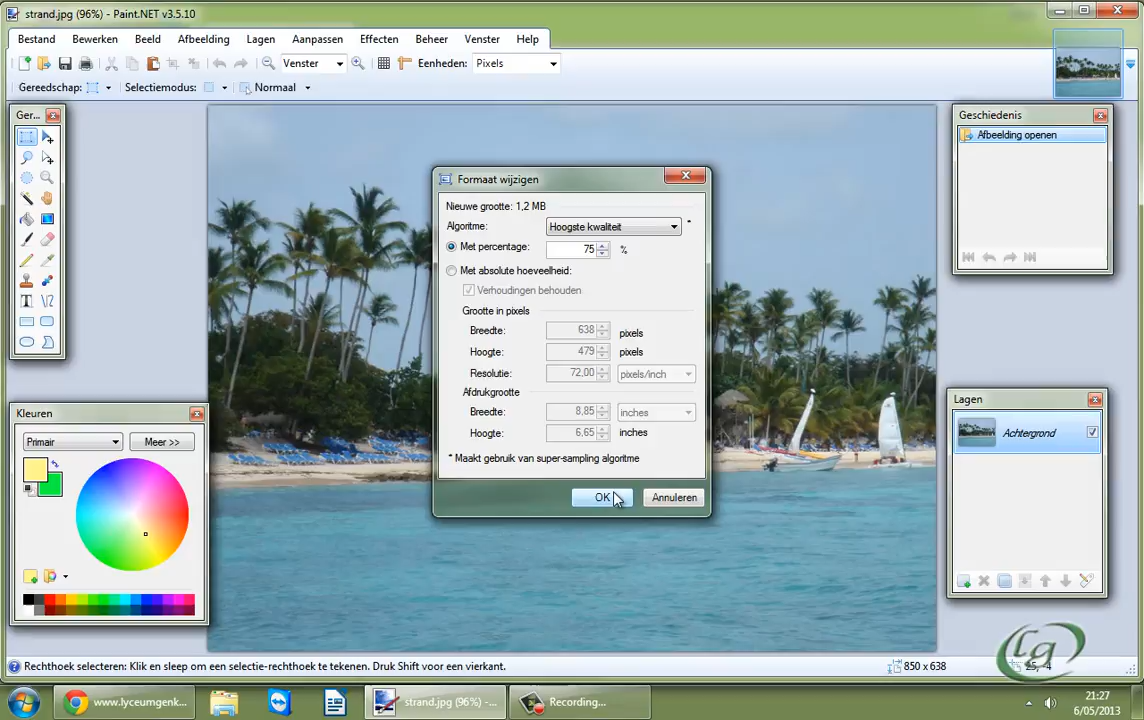 strand.jpg (96%) - Paint.NET v3.5.10
Bestand Bewerken Beeld Afbeelding Lagen Aanpassen Effecten Beheer Venster Help
Venster Eenheden: Pixels
Gereedschap: Selectiemodus: Normaal
Ger...
Geschiedenis
Afbeelding openen
Formaat wijzigen
Nieuwe grootte: 1,2 MB
Algoritme: Hoogste kwaliteit *
Met percentage: 75 %
Met absolute hoeveelheid:
Verhoudingen behouden
Grootte in pixels
Breedte: 638 pixels
Hoogte: 479 pixels
Resolutie: 72,00 pixels/inch
Afdrukgrootte
Breedte: 8,85 inches
Hoogte: 6,65 inches
* Maakt gebruik van super-sampling algoritme
OK Annuleren
Kleuren
Primair Meer >>
Lagen
Achtergrond
Rechthoek selecteren: Klik en sleep om een selectie-rechthoek te tekenen. Druk Shift voor een vierkant.
850 x 638
25, -4
lg
www.lyceumgenk...
strand.jpg (96%) -...
Recording...
21:27
6/05/2013